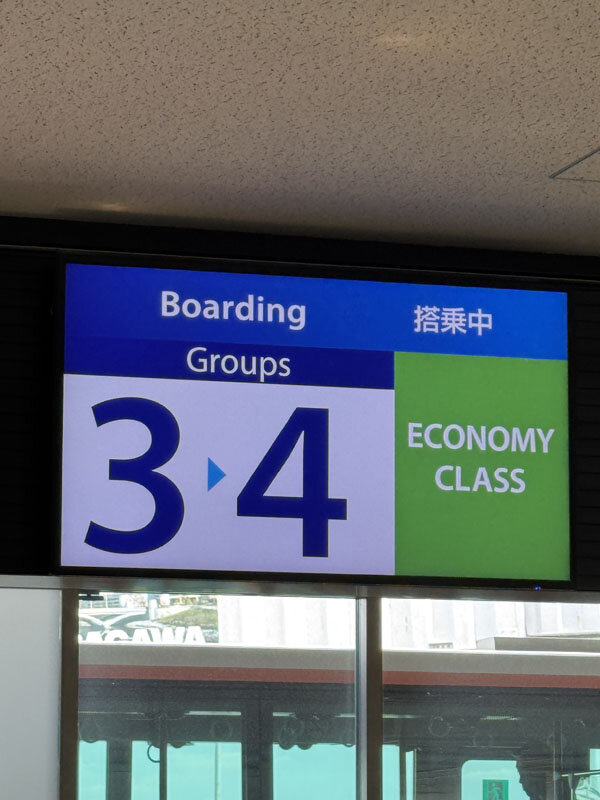 Boarding
搭乗中
Groups
3▶4
ECONOMY
CLASS